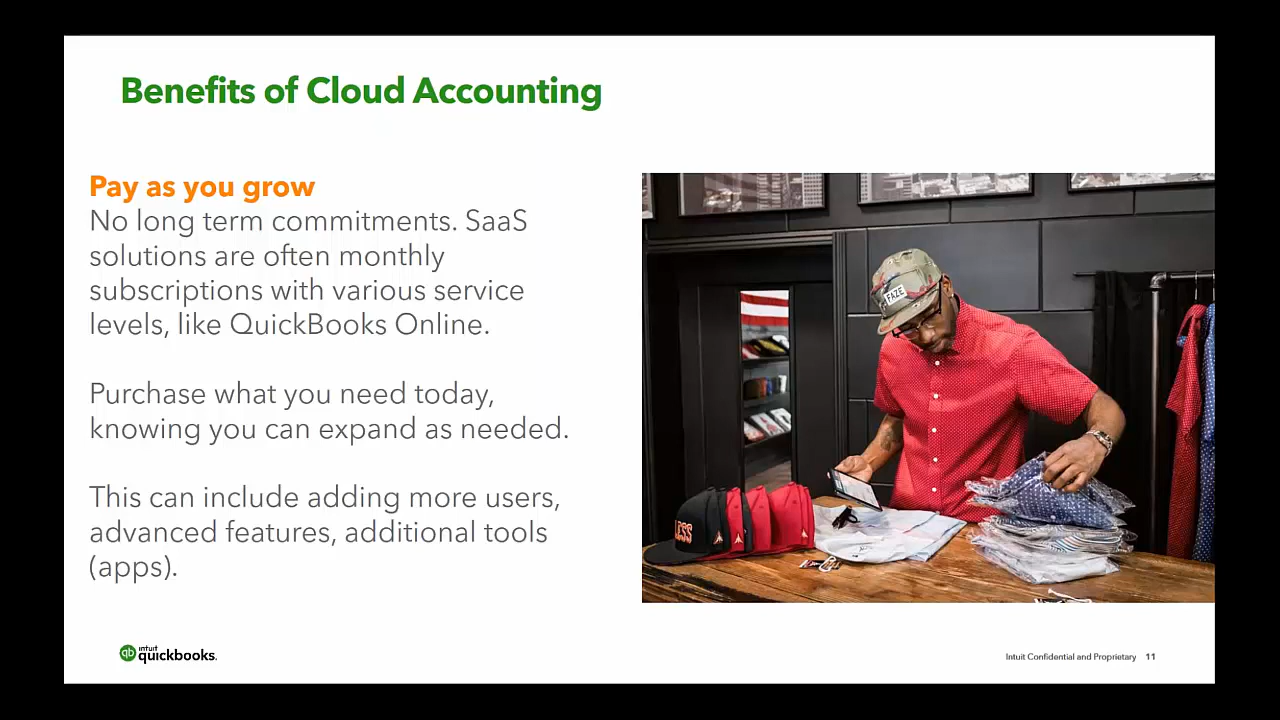 Benefits of Cloud Accounting
Pay as you grow
No long term commitments. SaaS
solutions are often monthly
subscriptions with various service
levels, like QuickBooks Online.
Purchase what you need today,
knowing you can expand as needed.
This can include adding more users,
advanced features, additional tools
(apps).
FAZE
LESS
intuit
qb quickbooks.
Intuit Confidential and Proprietary 11